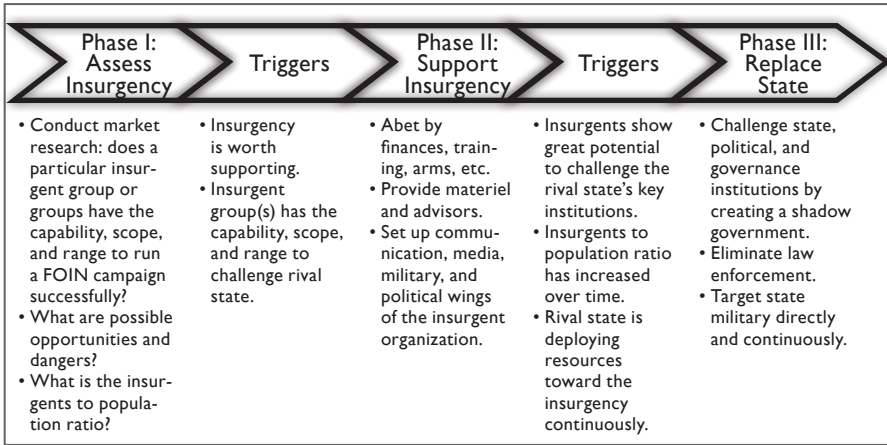 Phase I:
Assess
Insurgency
Triggers
Phase II:
Support
Insurgency
Triggers
Phase III:
Replace
State
• Conduct market
research: does a
particular insur-
gent group or
groups have the
capability, scope,
and range to run
a FOIN campaign
successfully?
• What are possible
opportunities and
dangers?
• What is the insur-
gents to popula-
tion ratio?
• Insurgency
is worth
supporting.
• Insurgent
group(s) has the
capability, scope,
and range to
challenge rival
state.
• Abet by
finances, train-
ing, arms, etc.
• Provide materiel
and advisors.
• Set up commu-
nication, media,
military, and
political wings
of the insurgent
organization.
• Insurgents show
great potential
to challenge the
rival state's key
institutions.
• Insurgents to
population ratio
has increased
over time.
• Rival state is
deploying
resources
toward the
insurgency
continuously.
• Challenge state,
political, and
governance
institutions by
creating a shadow
government.
• Eliminate law
enforcement.
• Target state
military directly
and continuously.